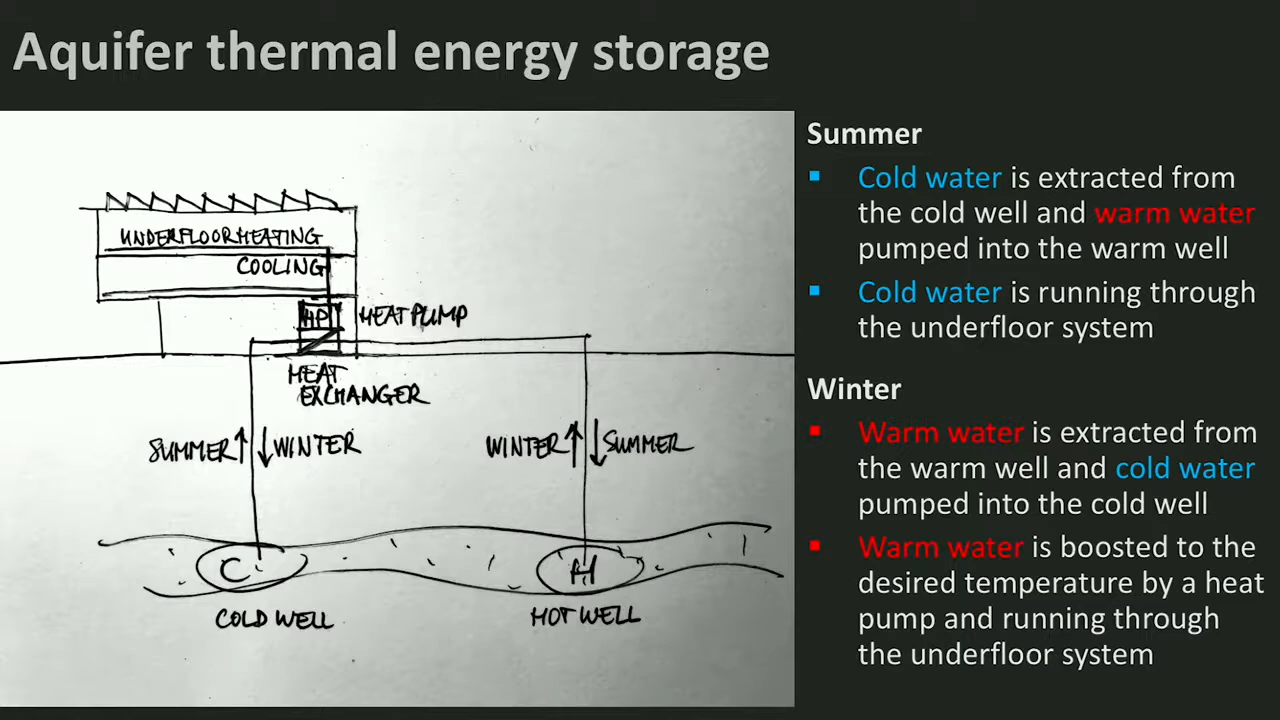 Aquifer thermal energy storage
UNDERFLOORHEATING
COOLING
HP
HEATPUMP
HEAT
EXCHANGER
SUMMER
WINTER
WINTER
SUMMER
C
H
COLD WELL
HOT WELL
Summer
Cold water is extracted from
the cold well and warm water
pumped into the warm well
Cold water is running through
the underfloor system
Winter
Warm water is extracted from
the warm well and cold water
pumped into the cold well
Warm water is boosted to the
desired temperature by a heat
pump and running through
the underfloor system